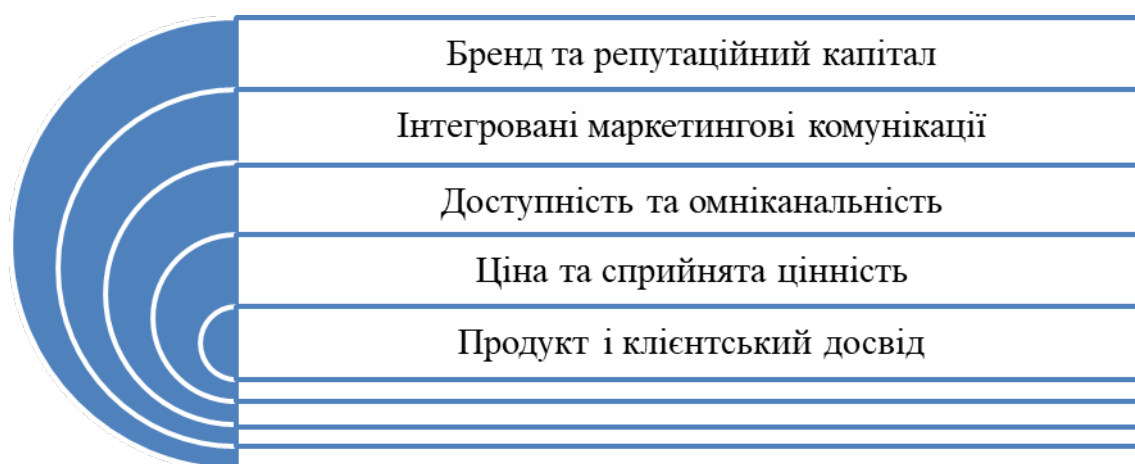 Бренд та репутаційний капітал
Інтегровані маркетингові комунікації
Доступність та омніканальність
Ціна та сприйнята цінність
Продукт і клієнтський досвід